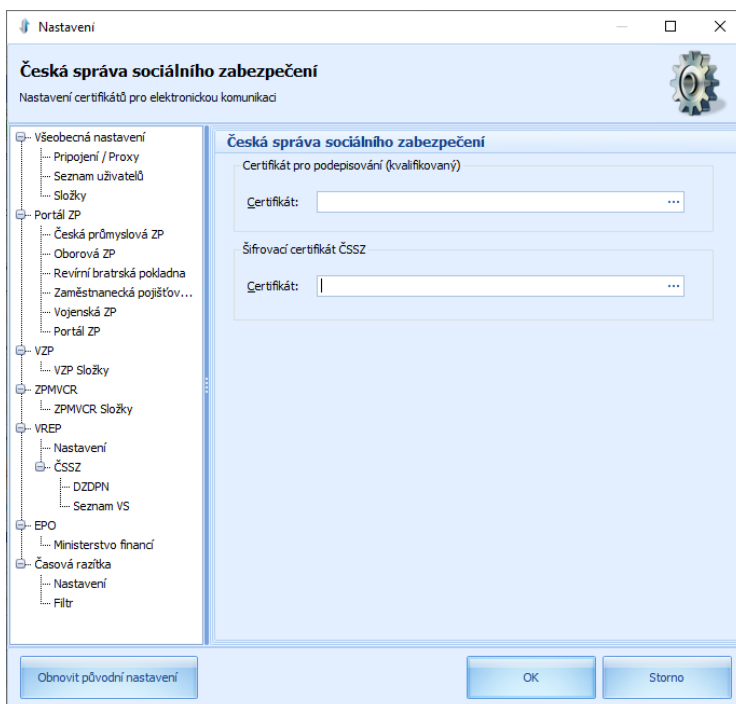 Nastavení
Česká správa sociálního zabezpečení
Nastavení certifikátů pro elektronickou komunikaci
Všeobecná nastavení
Pripojení / Proxy
Seznam uživatelů
Složky
Portál ZP
Česká průmyslová ZP
Oborová ZP
Revírní bratrská pokladna
Zaměstnanecká pojišťov...
Vojenská ZP
Portál ZP
VZP
VZP Složky
ZPMVCR
ZPMVCR Složky
VREP
Nastavení
ČSSZ
DZDPN
Seznam VS
EPO
Ministerstvo financí
Časová razítka
Nastavení
Filtr
Česká správa sociálního zabezpečení
Certifikát pro podepisování (kvalifikovaný)
Certifikát:
...
Šifrovací certifikát ČSSZ
Certifikát:
...
Obnovit původní nastavení
OK
Storno